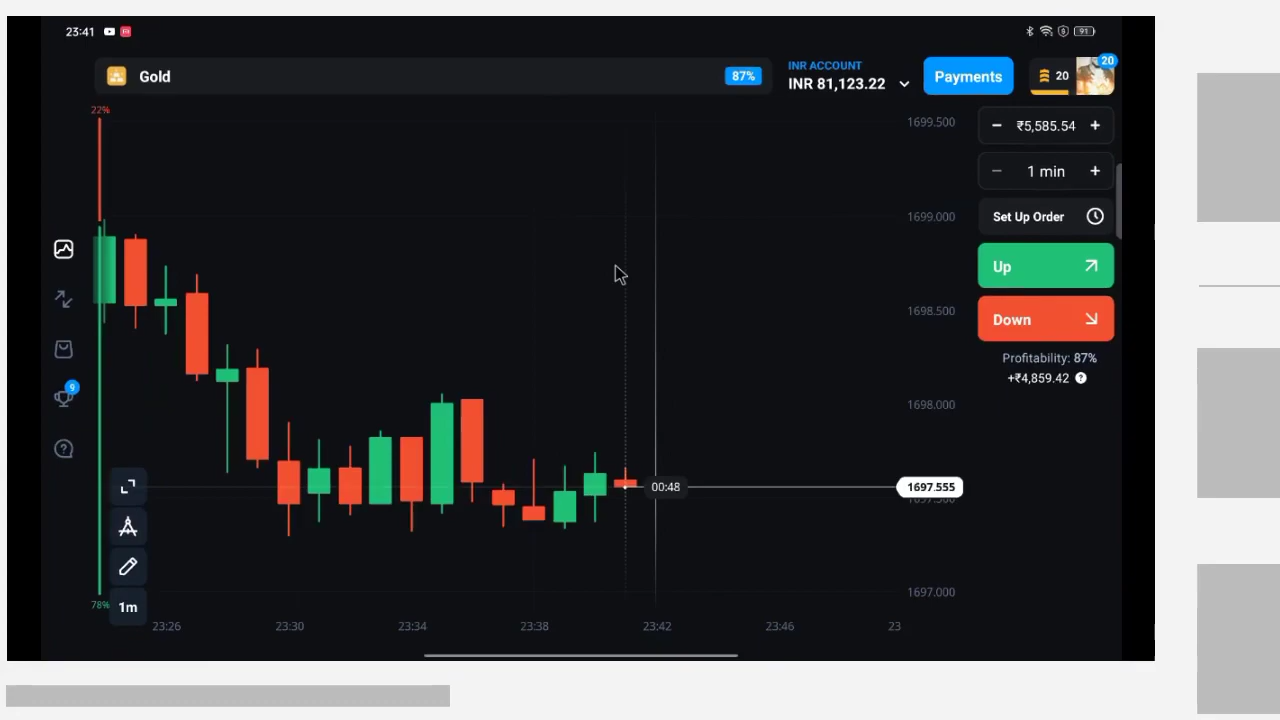 23:41
91
Gold
87%
INR ACCOUNT
INR 81,123.22
Payments
20
20
22%
1699.500
1699.000
1698.500
1698.000
1697.555
1697.000
− ₹5,585.54 +
− 1 min +
Set Up Order
Up
Down
Profitability: 87%
+₹4,859.42 ?
9
00:48
78%
1m
23:26
23:30
23:34
23:38
23:42
23:46
23